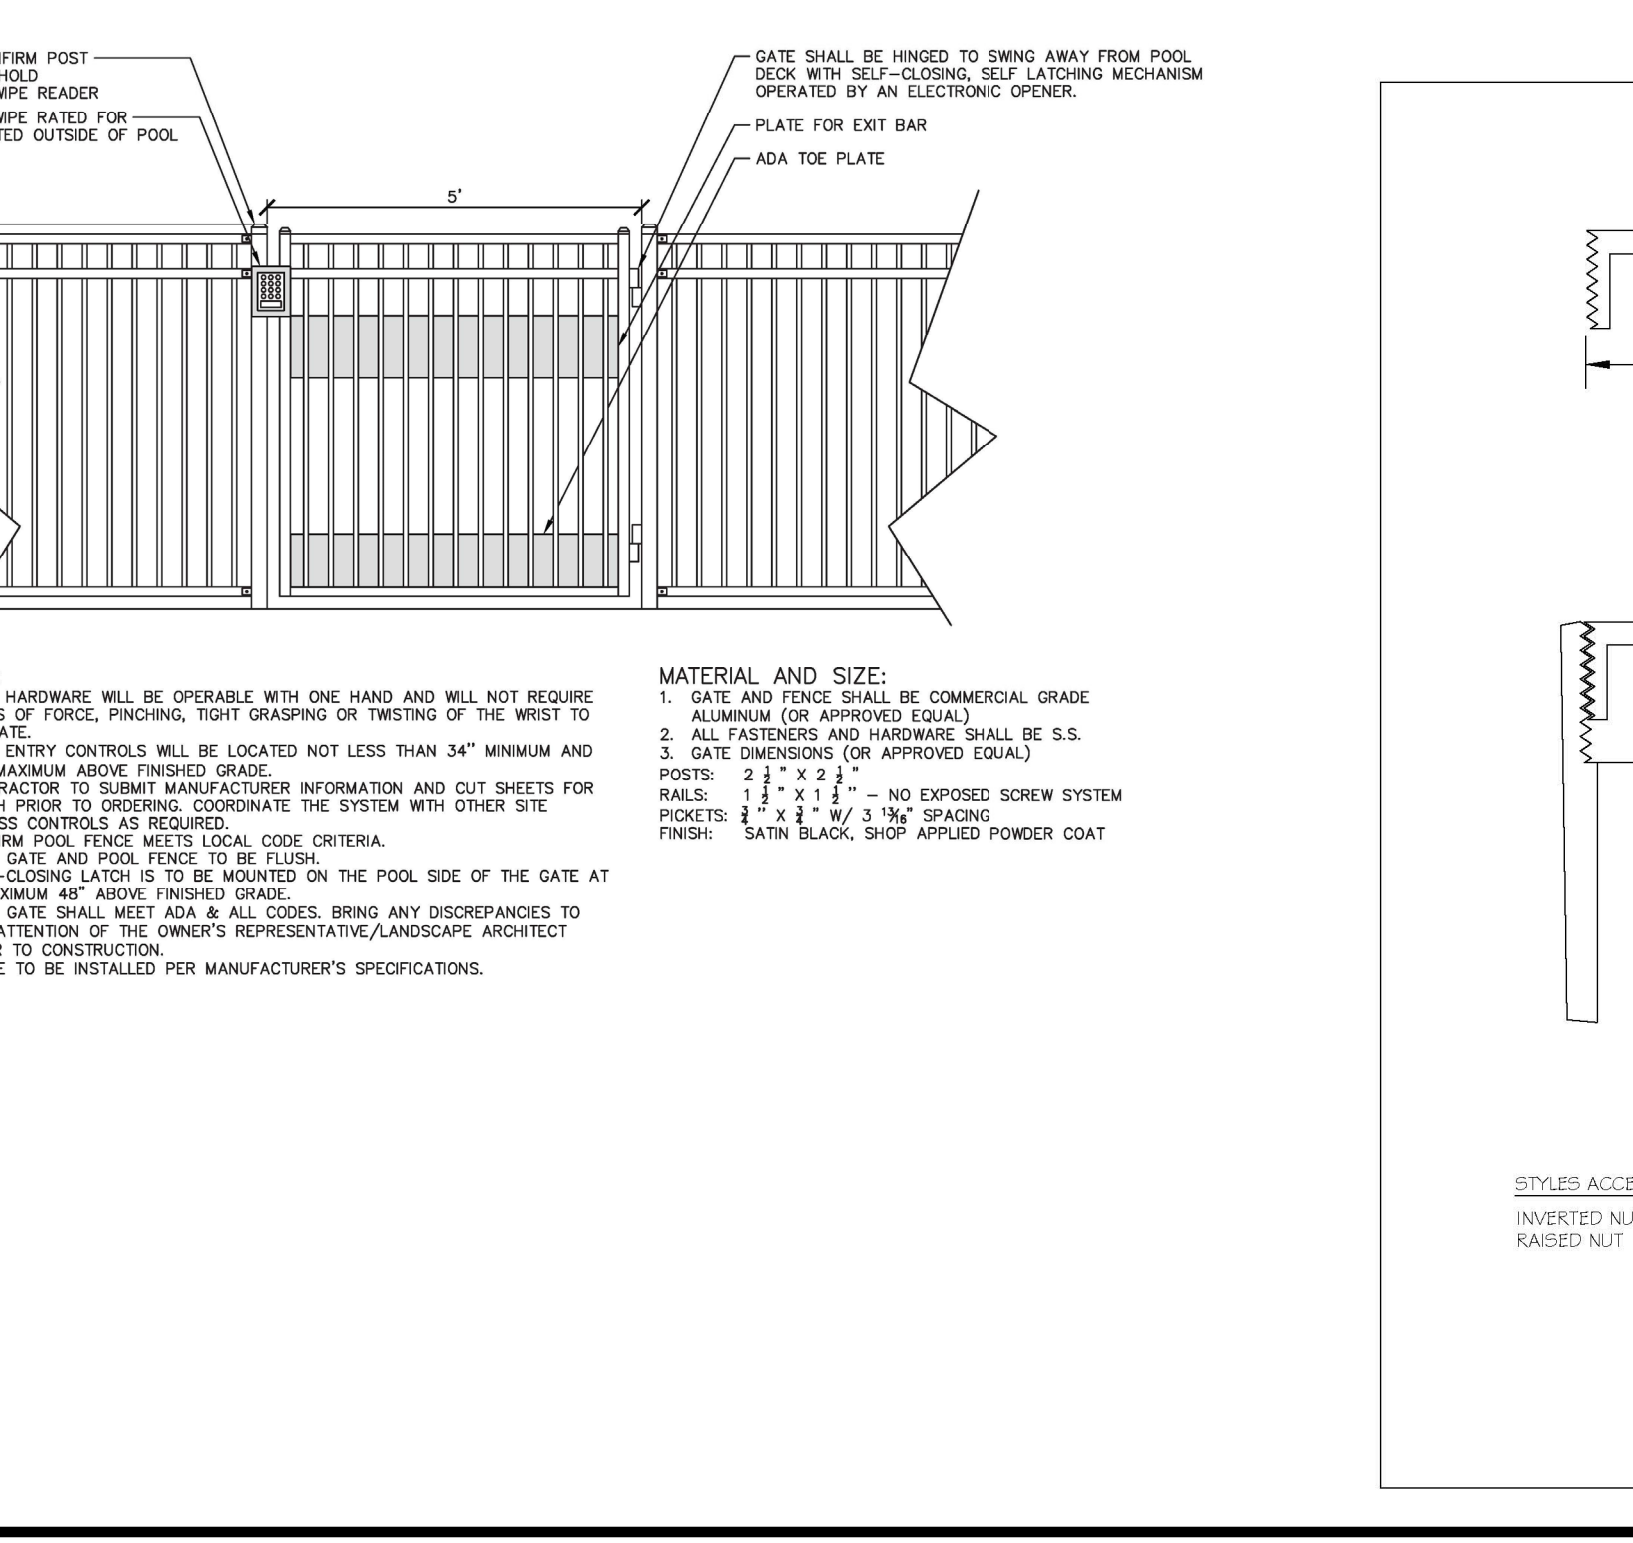 FIRM POST
HOLD
WIPE READER
WIPE RATED FOR
TED OUTSIDE OF POOL
GATE SHALL BE HINGED TO SWING AWAY FROM POOL
DECK WITH SELF-CLOSING, SELF LATCHING MECHANISM
OPERATED BY AN ELECTRONIC OPENER.
PLATE FOR EXIT BAR
ADA TOE PLATE
5'
HARDWARE WILL BE OPERABLE WITH ONE HAND AND WILL NOT REQUIRE
S OF FORCE, PINCHING, TIGHT GRASPING OR TWISTING OF THE WRIST TO
ATE.
ENTRY CONTROLS WILL BE LOCATED NOT LESS THAN 34" MINIMUM AND
MAXIMUM ABOVE FINISHED GRADE.
RACTOR TO SUBMIT MANUFACTURER INFORMATION AND CUT SHEETS FOR
H PRIOR TO ORDERING. COORDINATE THE SYSTEM WITH OTHER SITE
SS CONTROLS AS REQUIRED.
IRM POOL FENCE MEETS LOCAL CODE CRITERIA.
GATE AND POOL FENCE TO BE FLUSH.
-CLOSING LATCH IS TO BE MOUNTED ON THE POOL SIDE OF THE GATE AT
XIMUM 48" ABOVE FINISHED GRADE.
GATE SHALL MEET ADA & ALL CODES. BRING ANY DISCREPANCIES TO
ATTENTION OF THE OWNER'S REPRESENTATIVE/LANDSCAPE ARCHITECT
R TO CONSTRUCTION.
E TO BE INSTALLED PER MANUFACTURER'S SPECIFICATIONS.
MATERIAL AND SIZE:
1. GATE AND FENCE SHALL BE COMMERCIAL GRADE
ALUMINUM (OR APPROVED EQUAL)
2. ALL FASTENERS AND HARDWARE SHALL BE S.S.
3. GATE DIMENSIONS (OR APPROVED EQUAL)
POSTS: 2 1/2" X 2 1/2"
RAILS: 1 1/2" X 1 1/2" - NO EXPOSED SCREW SYSTEM
PICKETS: 3/4" X 3/4" W/ 3 13/16" SPACING
FINISH: SATIN BLACK, SHOP APPLIED POWDER COAT
STYLES ACCE
INVERTED NU
RAISED NUT